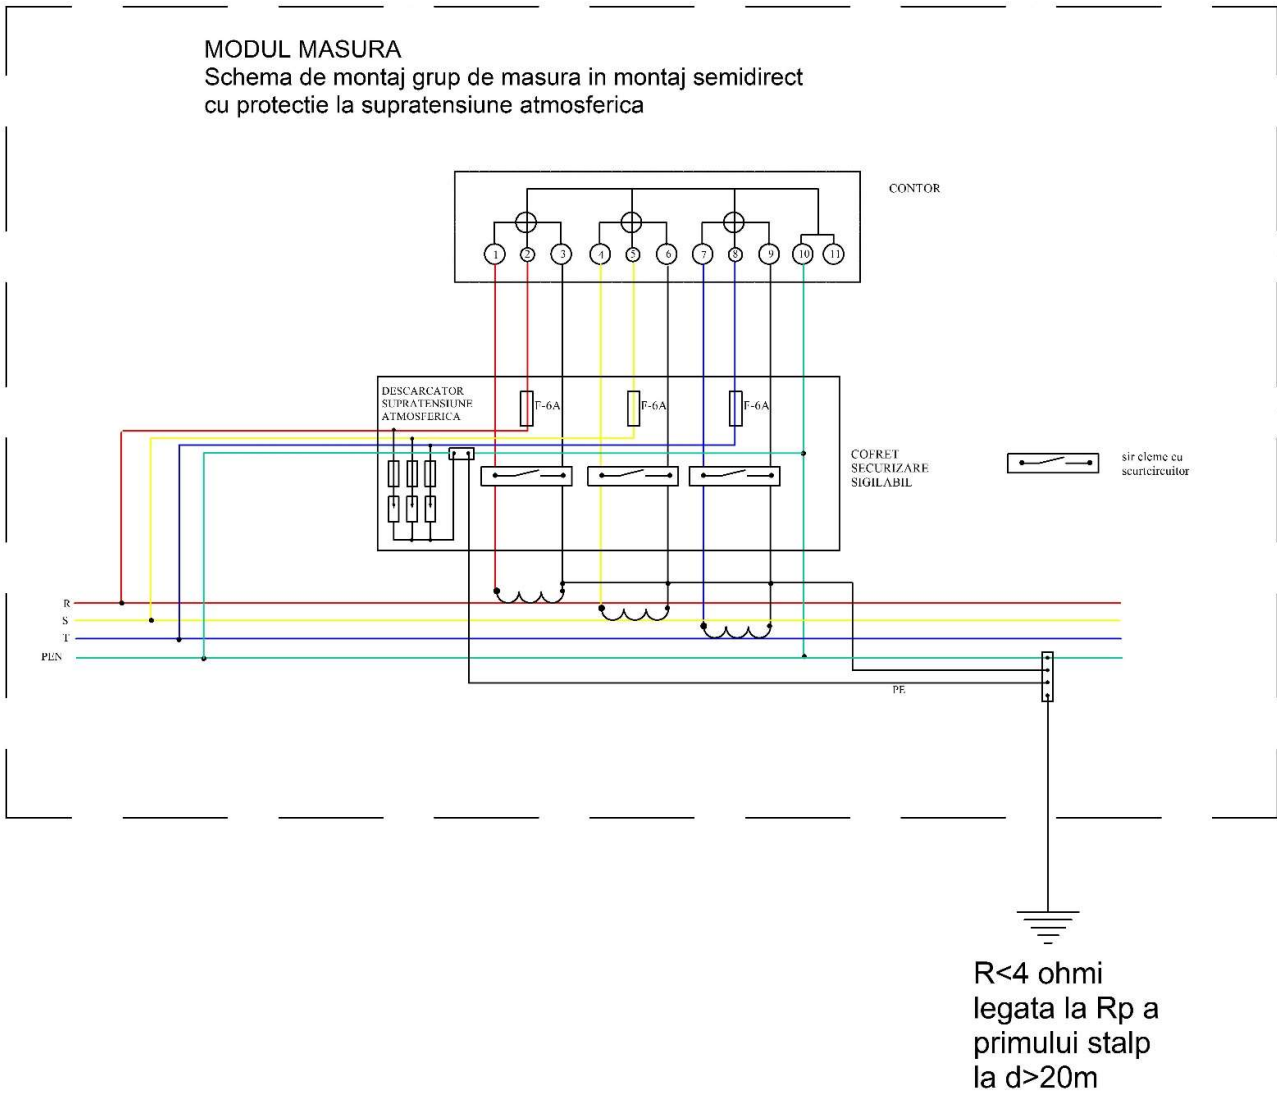 MODUL MASURA
Schema de montaj grup de masura in montaj semidirect
cu protectie la supratensiune atmosferica
CONTOR
1 2 3 4 5 6 7 8 9 10 11
DESCARCATOR
SUPRATENSIUNE
ATMOSFERICA
F-6A F-6A F-6A
COFRET
SECURIZARE
SIGILABIL
sir cleme cu
scurtcircuitor
R
S
T
PEN
PE
R<4 ohmi
legata la Rp a
primului stalp
la d>20m